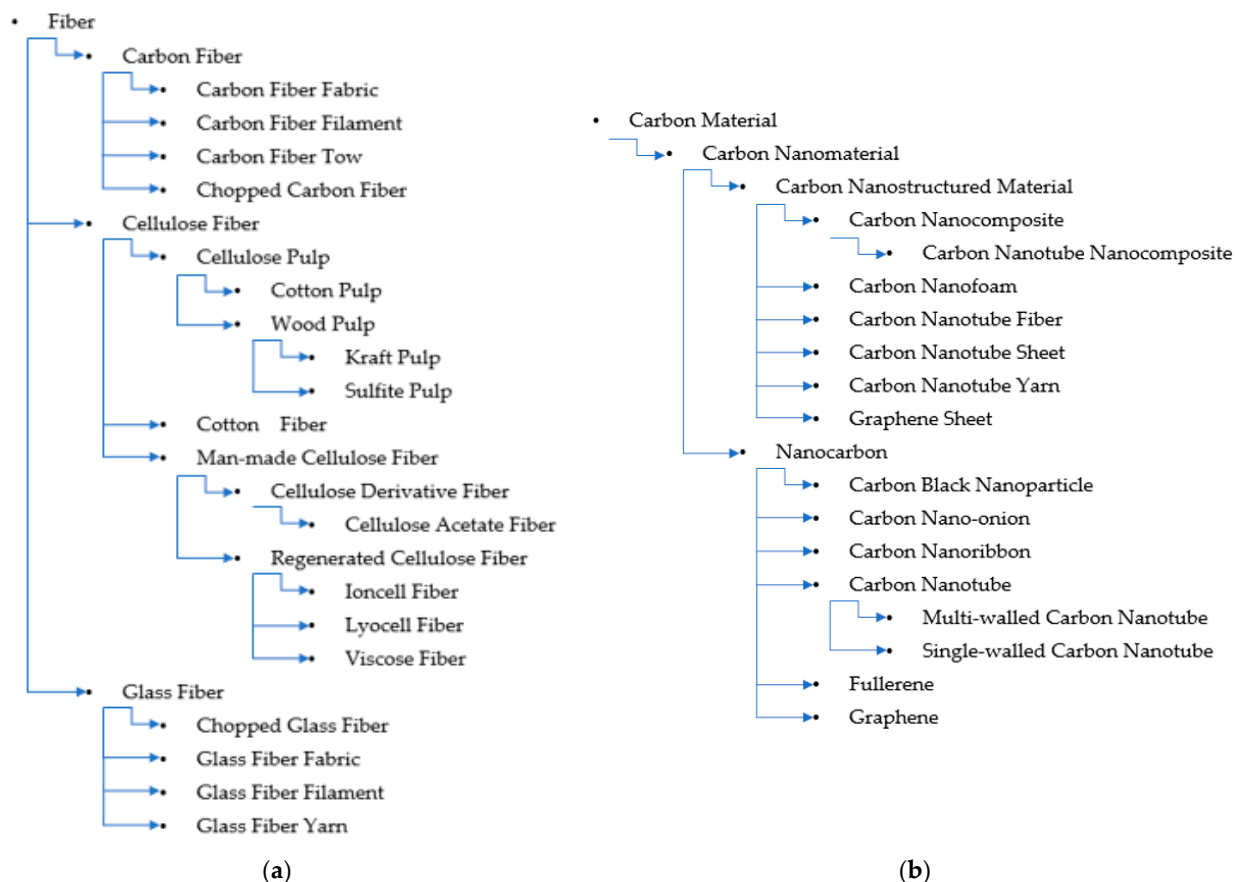 • Fiber
• Carbon Fiber
• Carbon Fiber Fabric
• Carbon Fiber Filament
• Carbon Fiber Tow
• Chopped Carbon Fiber
• Cellulose Fiber
• Cellulose Pulp
• Cotton Pulp
• Wood Pulp
• Kraft Pulp
• Sulfite Pulp
• Cotton Fiber
• Man-made Cellulose Fiber
• Cellulose Derivative Fiber
• Cellulose Acetate Fiber
• Regenerated Cellulose Fiber
• Ioncell Fiber
• Lyocell Fiber
• Viscose Fiber
• Glass Fiber
• Chopped Glass Fiber
• Glass Fiber Fabric
• Glass Fiber Filament
• Glass Fiber Yarn
(a)
• Carbon Material
• Carbon Nanomaterial
• Carbon Nanostructured Material
• Carbon Nanocomposite
• Carbon Nanotube Nanocomposite
• Carbon Nanofoam
• Carbon Nanotube Fiber
• Carbon Nanotube Sheet
• Carbon Nanotube Yarn
• Graphene Sheet
• Nanocarbon
• Carbon Black Nanoparticle
• Carbon Nano-onion
• Carbon Nanoribbon
• Carbon Nanotube
• Multi-walled Carbon Nanotube
• Single-walled Carbon Nanotube
• Fullerene
• Graphene
(b)